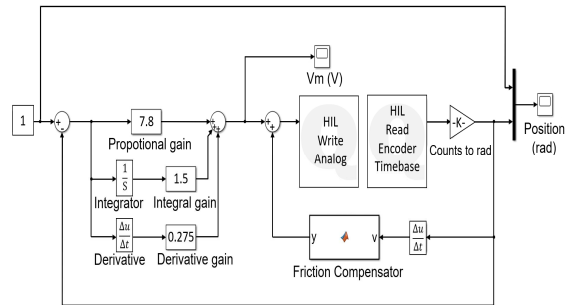 Vm (V)
1
7.8
Propotional gain
HIL
Write
Analog
HIL
Read
Encoder
Timebase
-K-
Counts to rad
Position
(rad)
1
S
Integrator
1.5
Integral gain
Δu
Δt
Derivative
0.275
Derivative gain
y
v
Friction Compensator
Δu
Δt